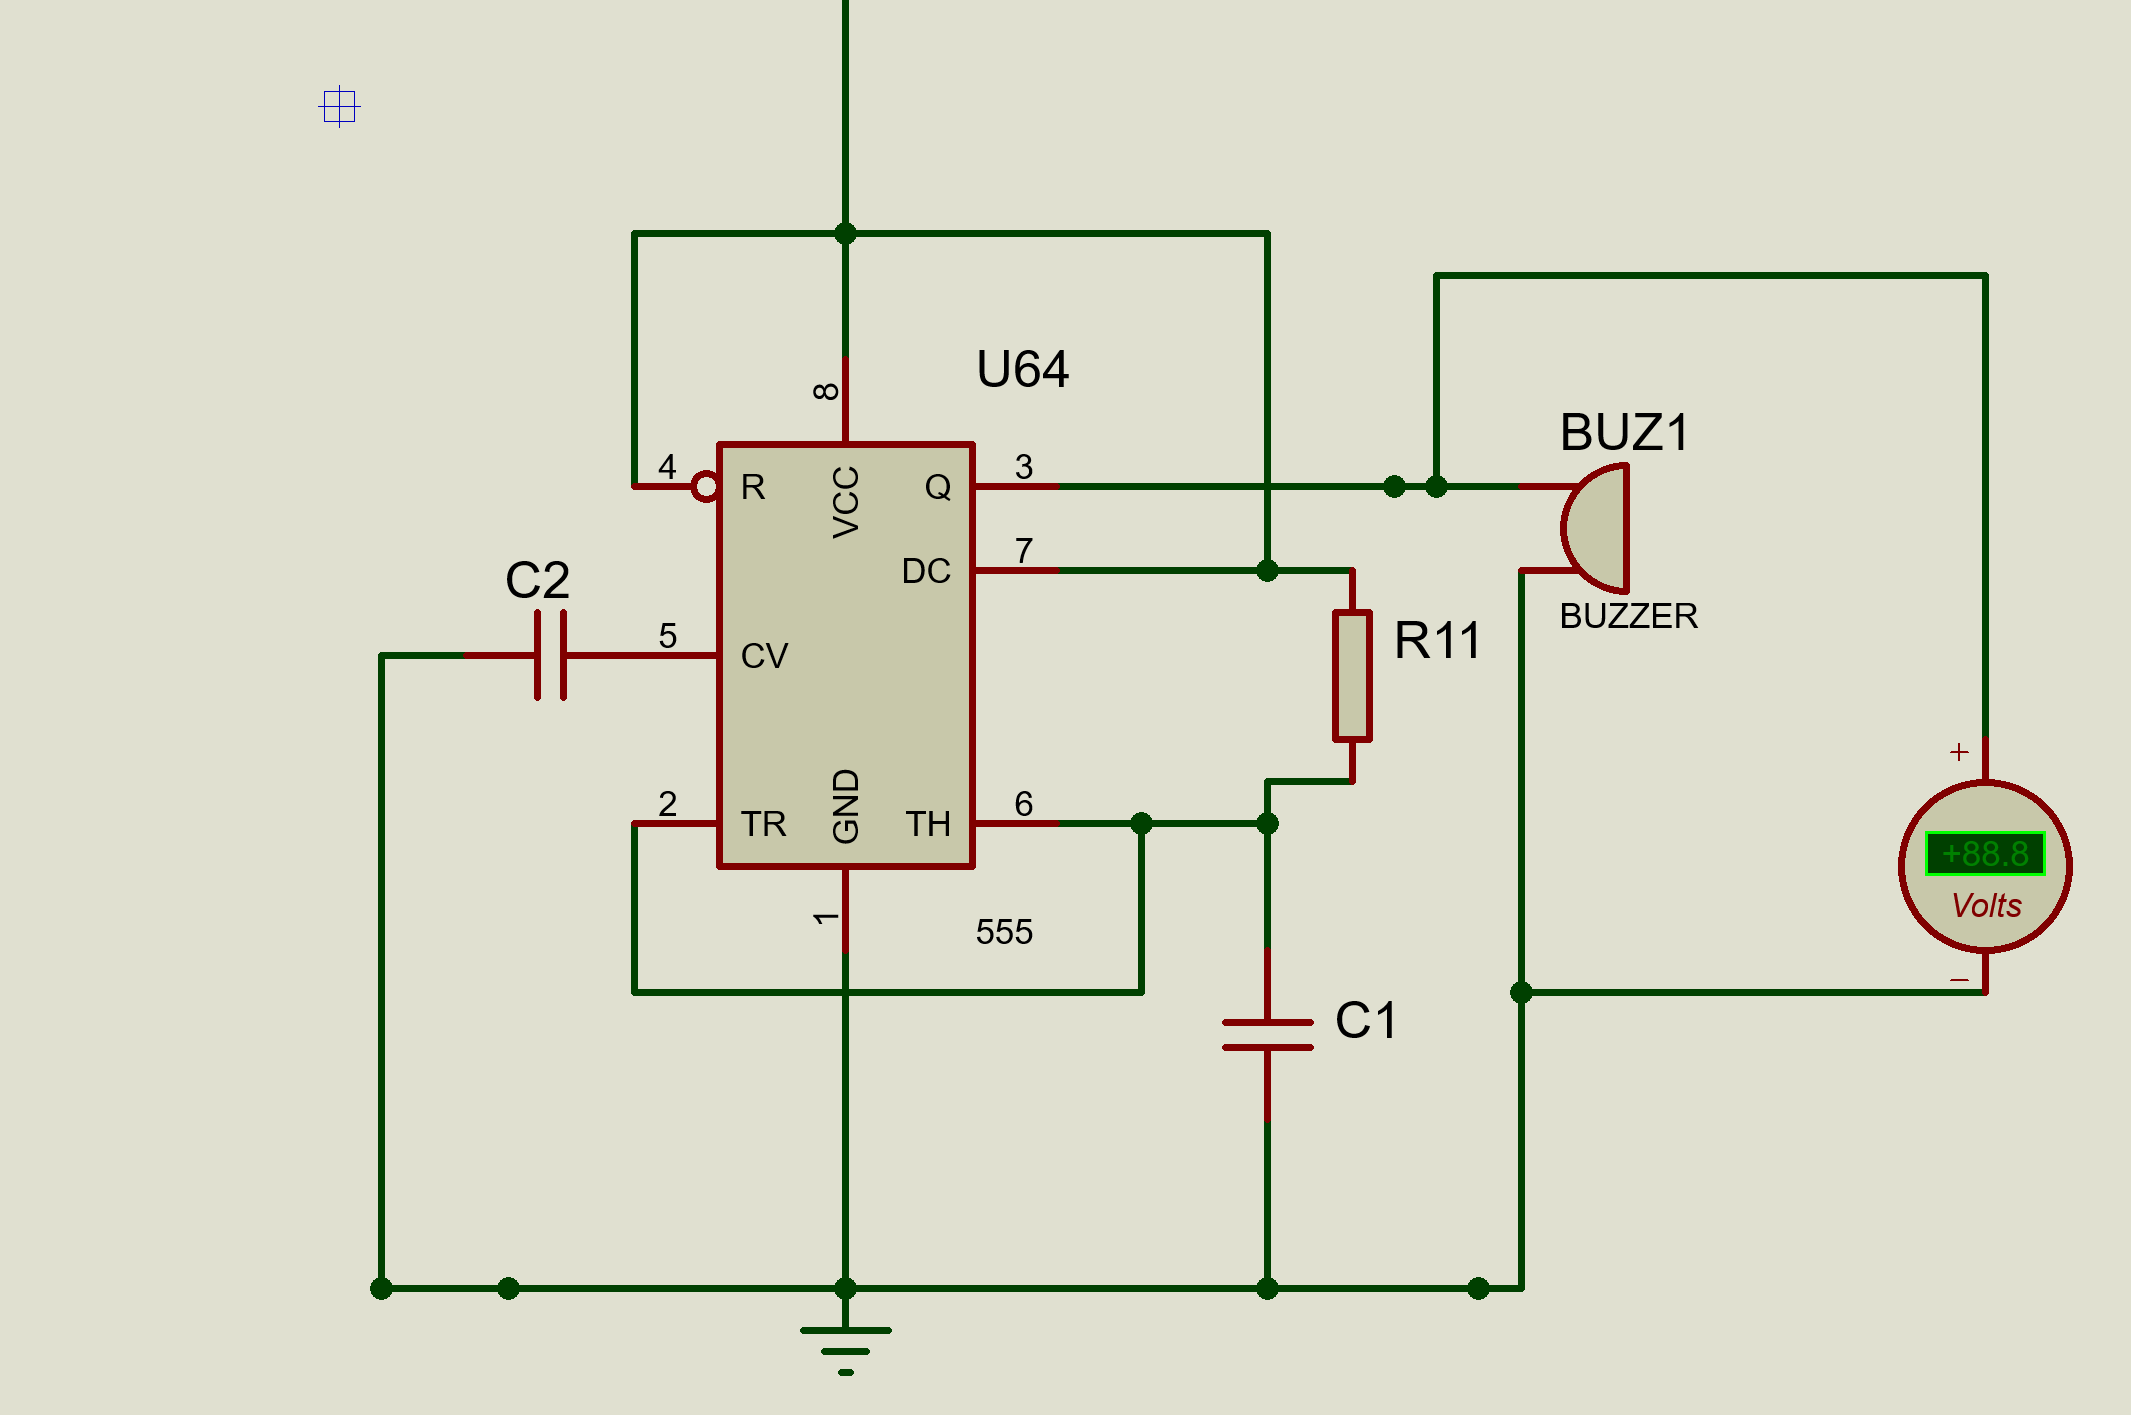 U64
8
BUZ1
4
R
VCC
Q
3
7
DC
C2
BUZZER
R11
5
CV
+
2
TR
GND
TH
6
+88.8
Volts
1
555
−
C1